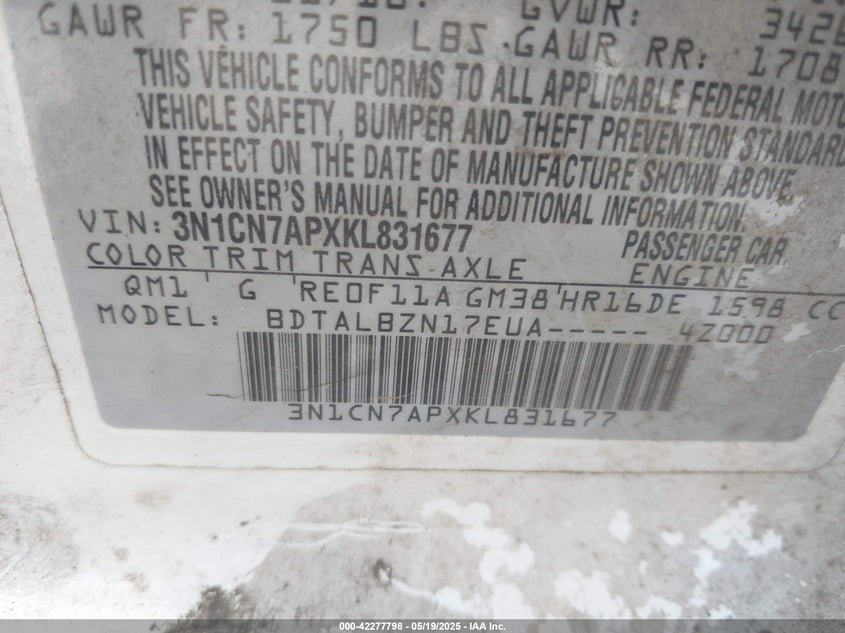 GVWR: 342
GAWR FR: 1750 LBS. GAWR RR: 1708
THIS VEHICLE CONFORMS TO ALL APPLICABLE FEDERAL MOTO
VEHICLE SAFETY, BUMPER AND THEFT PREVENTION STANDARD
IN EFFECT ON THE DATE OF MANUFACTURE SHOWN ABOVE.
SEE OWNER'S MANUAL FOR ADDITIONAL INFORMATION.
VIN: 3N1CN7APXKL831677 PASSENGER CAR
COLOR TRIM TRANS AXLE ENGINE
QM1 G RE0F11A GM38 HR16DE 1598 CC
MODEL: BDTALBZN17EUA----- 4Z000
3N1CN7APXKL831677
000-42277798 - 05/19/2025 - IAA Inc.